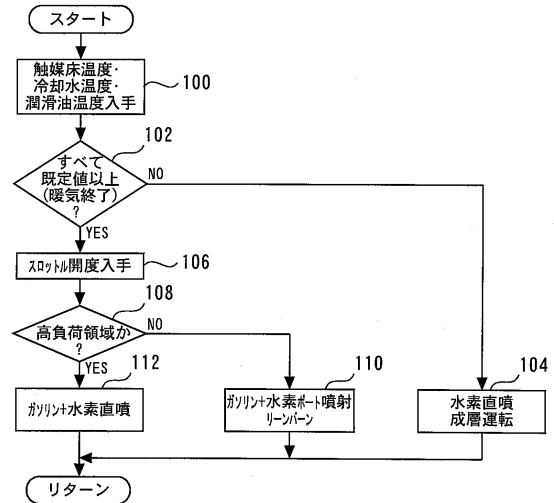 スタート
触媒床温度・
冷却水温度・
潤滑油温度入手
100
102
すべて
既定値以上
(暖気終了)
?
NO
YES
スロットル開度入手
106
108
高負荷領域か
?
NO
YES
112
ガソリン+水素直噴
110
ガソリン+水素ポート噴射
リーンバーン
104
水素直噴
成層運転
リターン